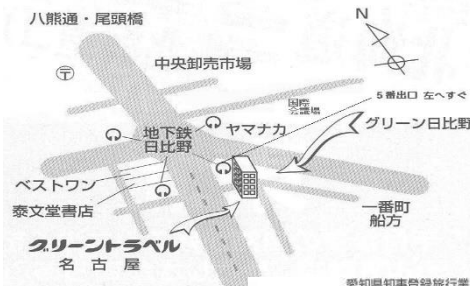 八熊通・尾頭橋
N
〒
中央卸売市場
5番出口 左へすぐ
国際
会議場
地下鉄
日比野
ヤマナカ
グリーン日比野
ベストワン
泰文堂書店
一番町
船方
グリーントラベル
名古屋
愛知県知事登録旅行業